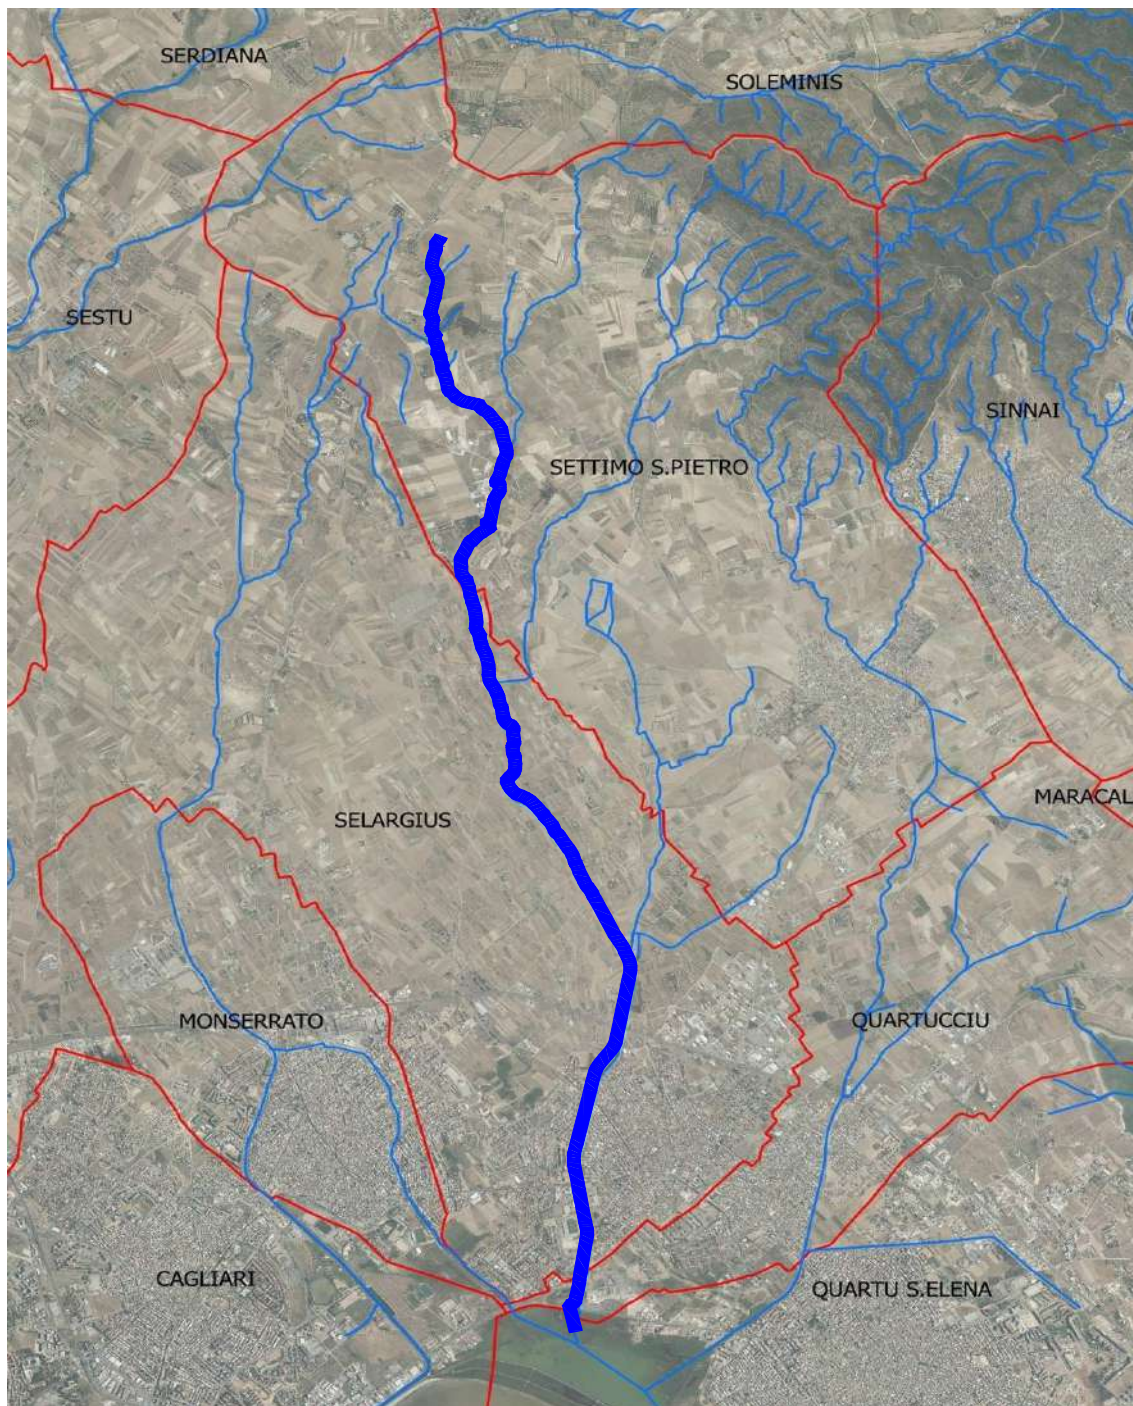 SERDIANA
SOLEMINIS
SESTU
SINNAI
SETTIMO S.PIETRO
MARACAL
SELARGIUS
MONSERRATO
QUARTUCCIU
CAGLIARI
QUARTU S.ELENA